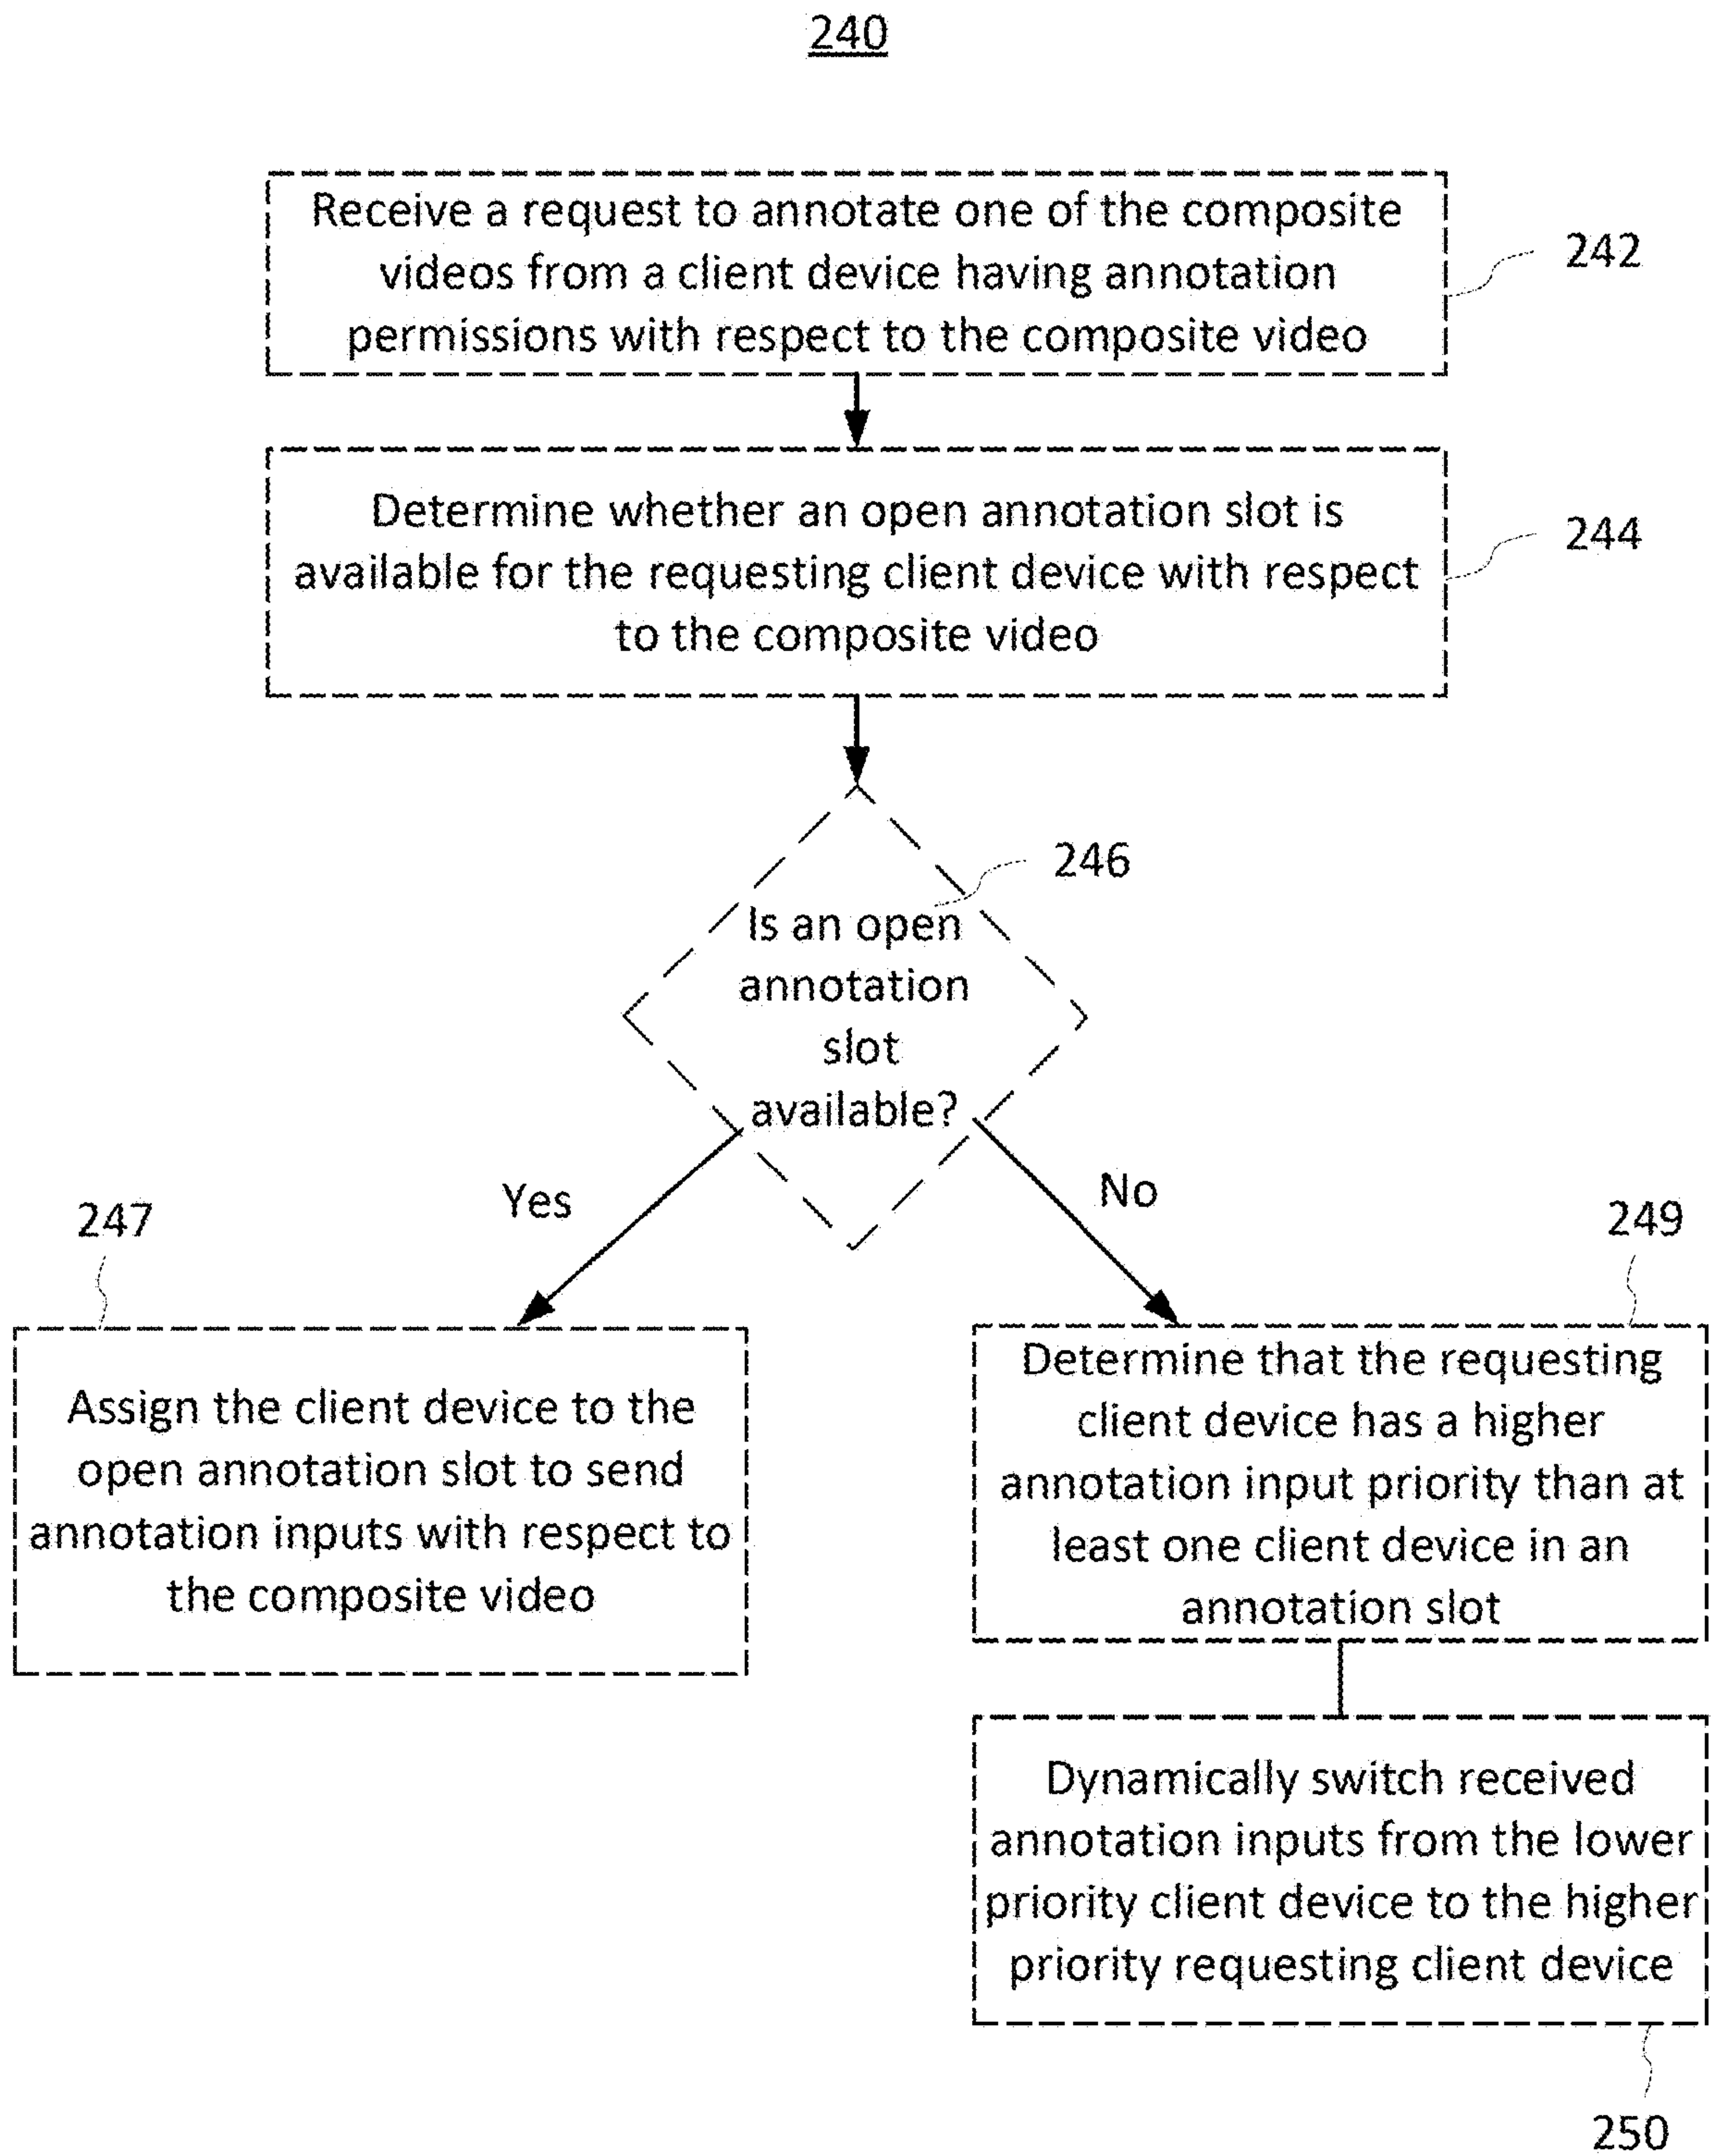 240
Receive a request to annotate one of the composite
videos from a client device having annotation
permissions with respect to the composite video
242
Determine whether an open annotation slot is
available for the requesting client device with respect
to the composite video
244
246
Is an open
annotation
slot
available?
Yes
No
247
Assign the client device to the
open annotation slot to send
annotation inputs with respect to
the composite video
249
Determine that the requesting
client device has a higher
annotation input priority than at
least one client device in an
annotation slot
Dynamically switch received
annotation inputs from the lower
priority client device to the higher
priority requesting client device
250